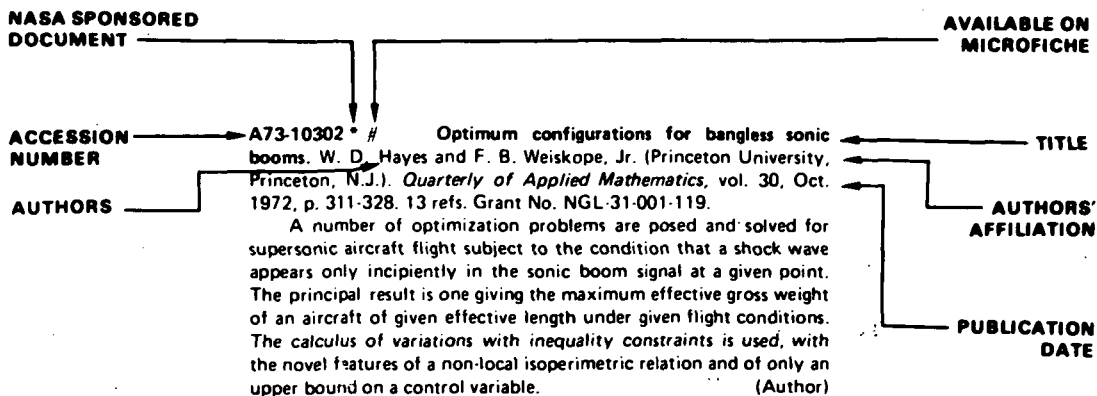 NASA SPONSORED
DOCUMENT
AVAILABLE ON
MICROFICHE
ACCESSION
NUMBER
AUTHORS
A73-10302 * # Optimum configurations for bangless sonic
booms. W. D. Hayes and F. B. Weiskope, Jr. (Princeton University,
Princeton, N.J.). Quarterly of Applied Mathematics, vol. 30, Oct.
1972, p. 311-328. 13 refs. Grant No. NGL-31-001-119.
A number of optimization problems are posed and solved for
supersonic aircraft flight subject to the condition that a shock wave
appears only incipiently in the sonic boom signal at a given point.
The principal result is one giving the maximum effective gross weight
of an aircraft of given effective length under given flight conditions.
The calculus of variations with inequality constraints is used, with
the novel features of a non-local isoperimetric relation and of only an
upper bound on a control variable. (Author)
TITLE
AUTHORS'
AFFILIATION
PUBLICATION
DATE